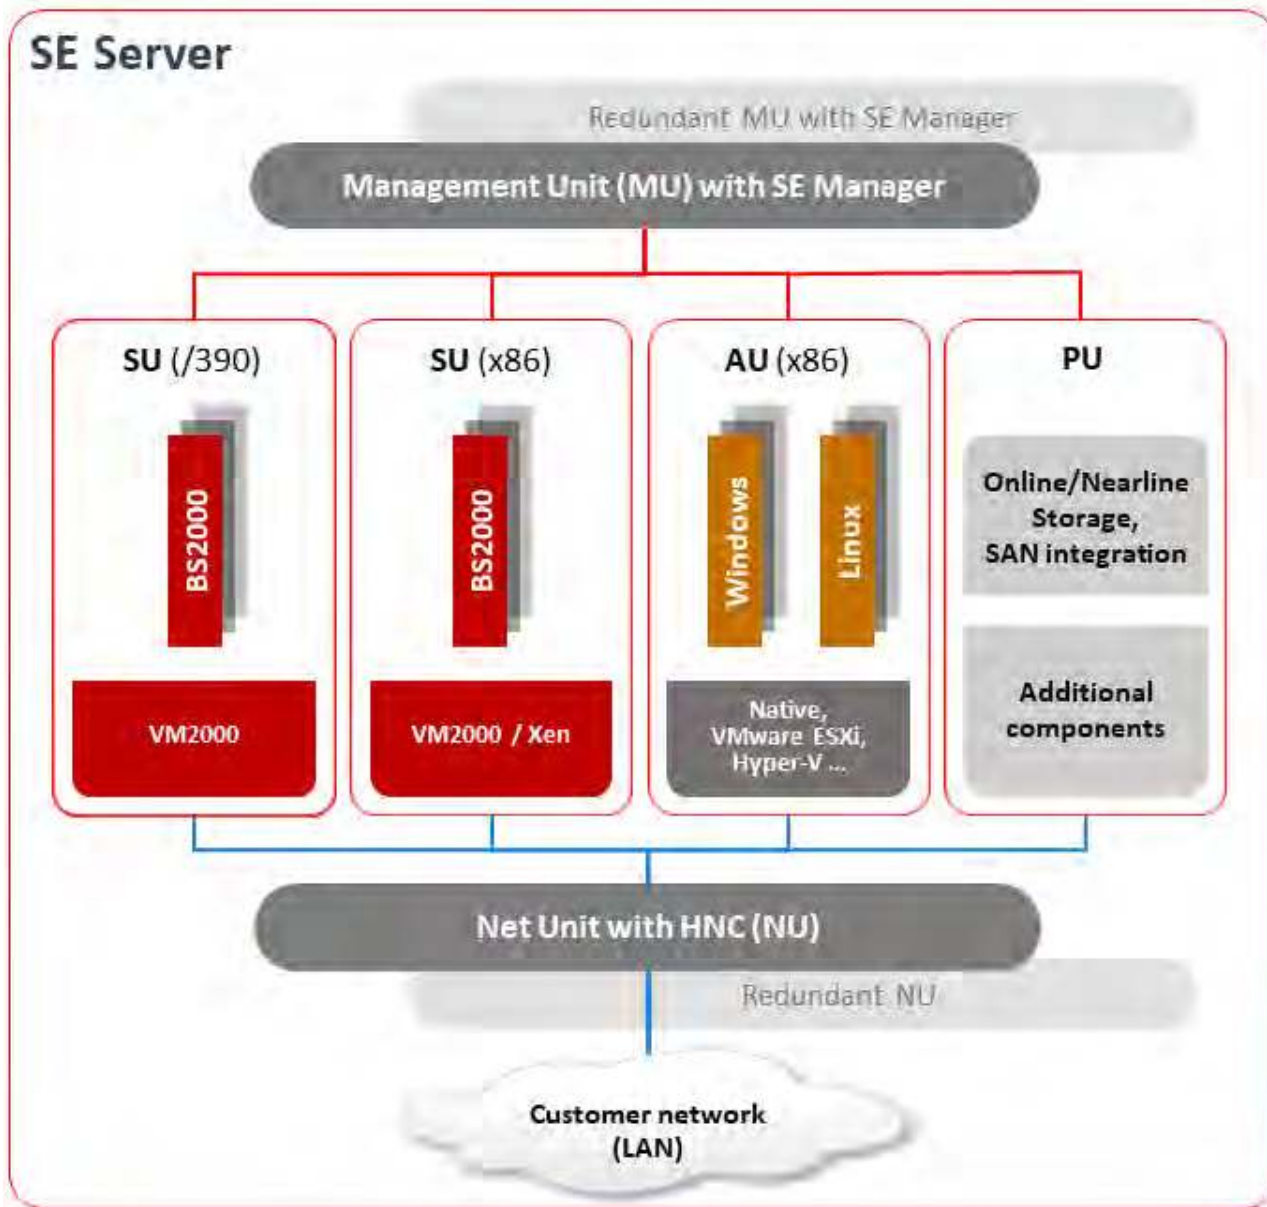 SE Server
Redundant MU with SE Manager
Management Unit (MU) with SE Manager
SU (/390)
BS2000
VM2000
SU (x86)
BS2000
VM2000 / Xen
AU (x86)
Windows
Linux
Native,
VMware ESXi,
Hyper-V ...
PU
Online/Nearline
Storage,
SAN integration
Additional
components
Net Unit with HNC (NU)
Redundant NU
Customer network
(LAN)